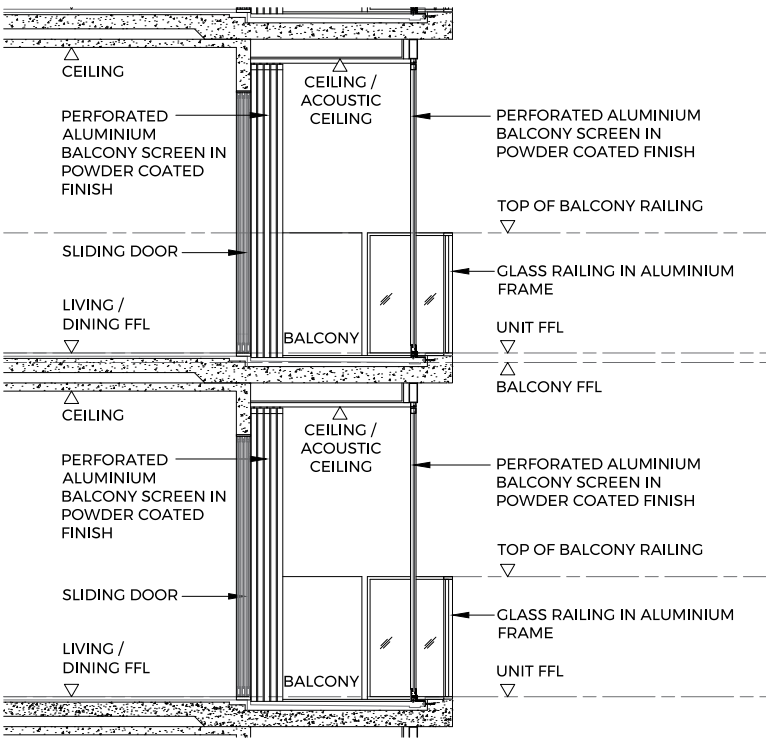 CEILING
CEILING /
ACOUSTIC
CEILING
PERFORATED
ALUMINIUM
BALCONY SCREEN IN
POWDER COATED
FINISH
PERFORATED ALUMINIUM
BALCONY SCREEN IN
POWDER COATED FINISH
TOP OF BALCONY RAILING
SLIDING DOOR
GLASS RAILING IN ALUMINIUM
FRAME
LIVING /
DINING FFL
BALCONY
UNIT FFL
BALCONY FFL
CEILING
CEILING /
ACOUSTIC
CEILING
PERFORATED
ALUMINIUM
BALCONY SCREEN IN
POWDER COATED
FINISH
PERFORATED ALUMINIUM
BALCONY SCREEN IN
POWDER COATED FINISH
TOP OF BALCONY RAILING
SLIDING DOOR
GLASS RAILING IN ALUMINIUM
FRAME
LIVING /
DINING FFL
BALCONY
UNIT FFL